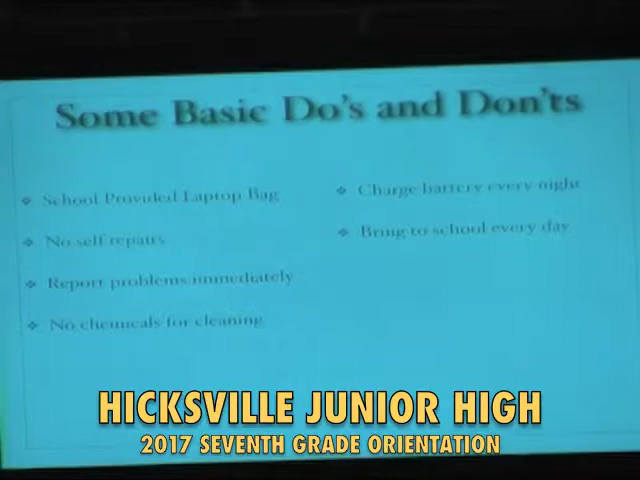 Some Basic Do's and Don'ts
❖ School Provided Laptop Bag
❖ No self repairs
❖ Report problems immediately
❖ No chemicals for cleaning
❖ Charge battery every night
❖ Bring to school every day
HICKSVILLE JUNIOR HIGH
2017 SEVENTH GRADE ORIENTATION